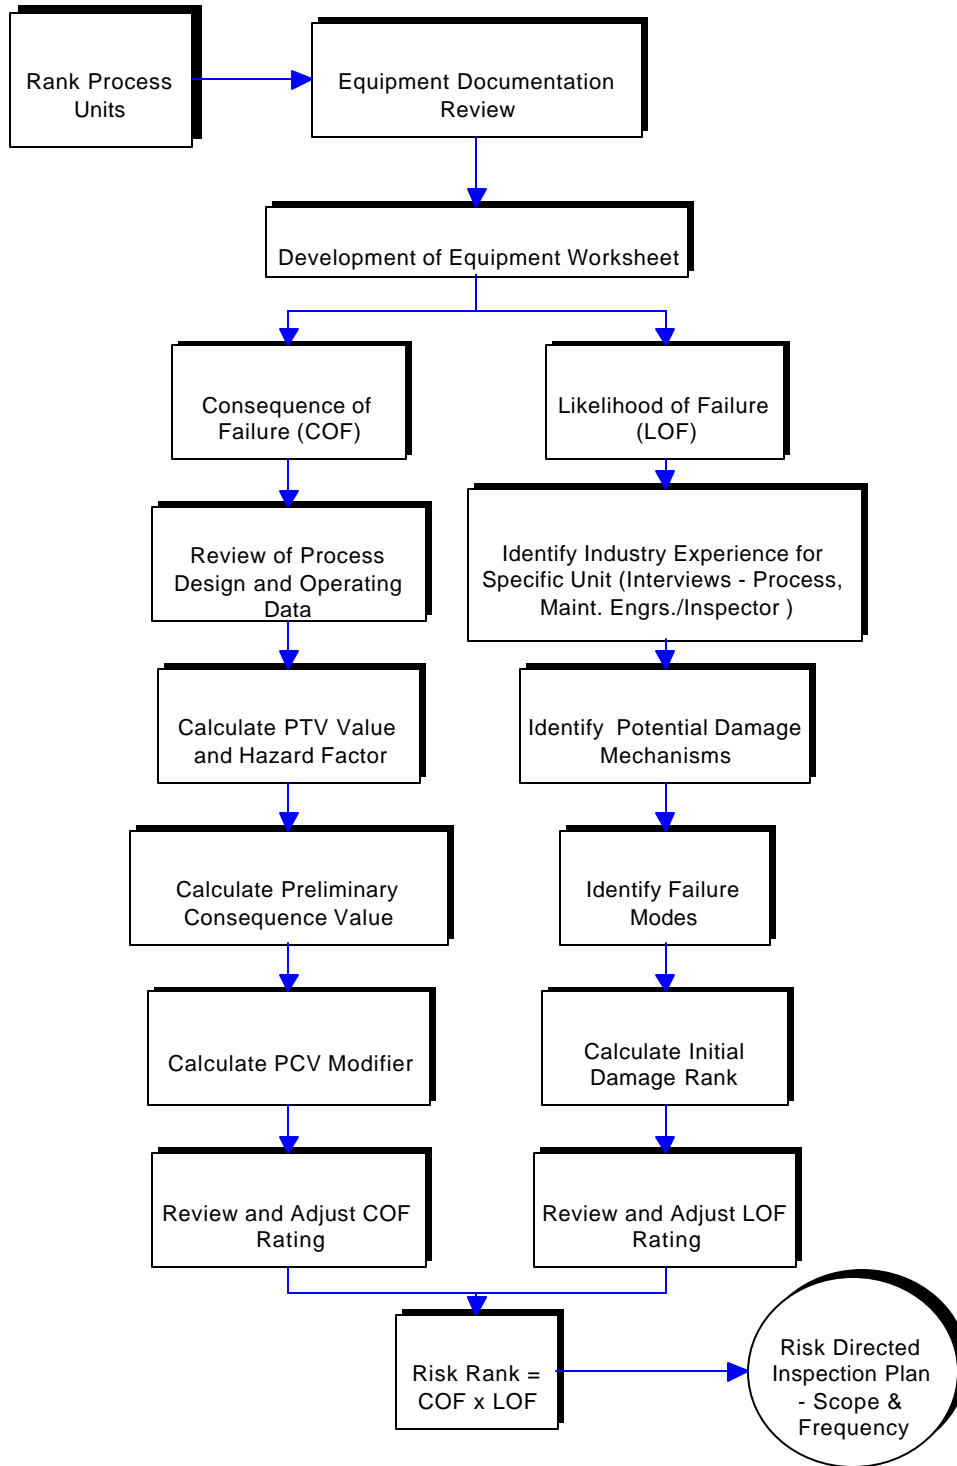 Rank Process
Units
Equipment Documentation
Review
Development of Equipment Worksheet
Consequence of
Failure (COF)
Likelihood of Failure
(LOF)
Review of Process
Design and Operating
Data
Identify Industry Experience for
Specific Unit (Interviews - Process,
Maint. Engrs./Inspector )
Calculate PTV Value
and Hazard Factor
Identify  Potential Damage
Mechanisms
Calculate Preliminary
Consequence Value
Identify Failure
Modes
Calculate PCV Modifier
Calculate Initial
Damage Rank
Review and Adjust COF
Rating
Review and Adjust LOF
Rating
Risk Rank =
COF x LOF
Risk Directed
Inspection Plan
- Scope &
Frequency